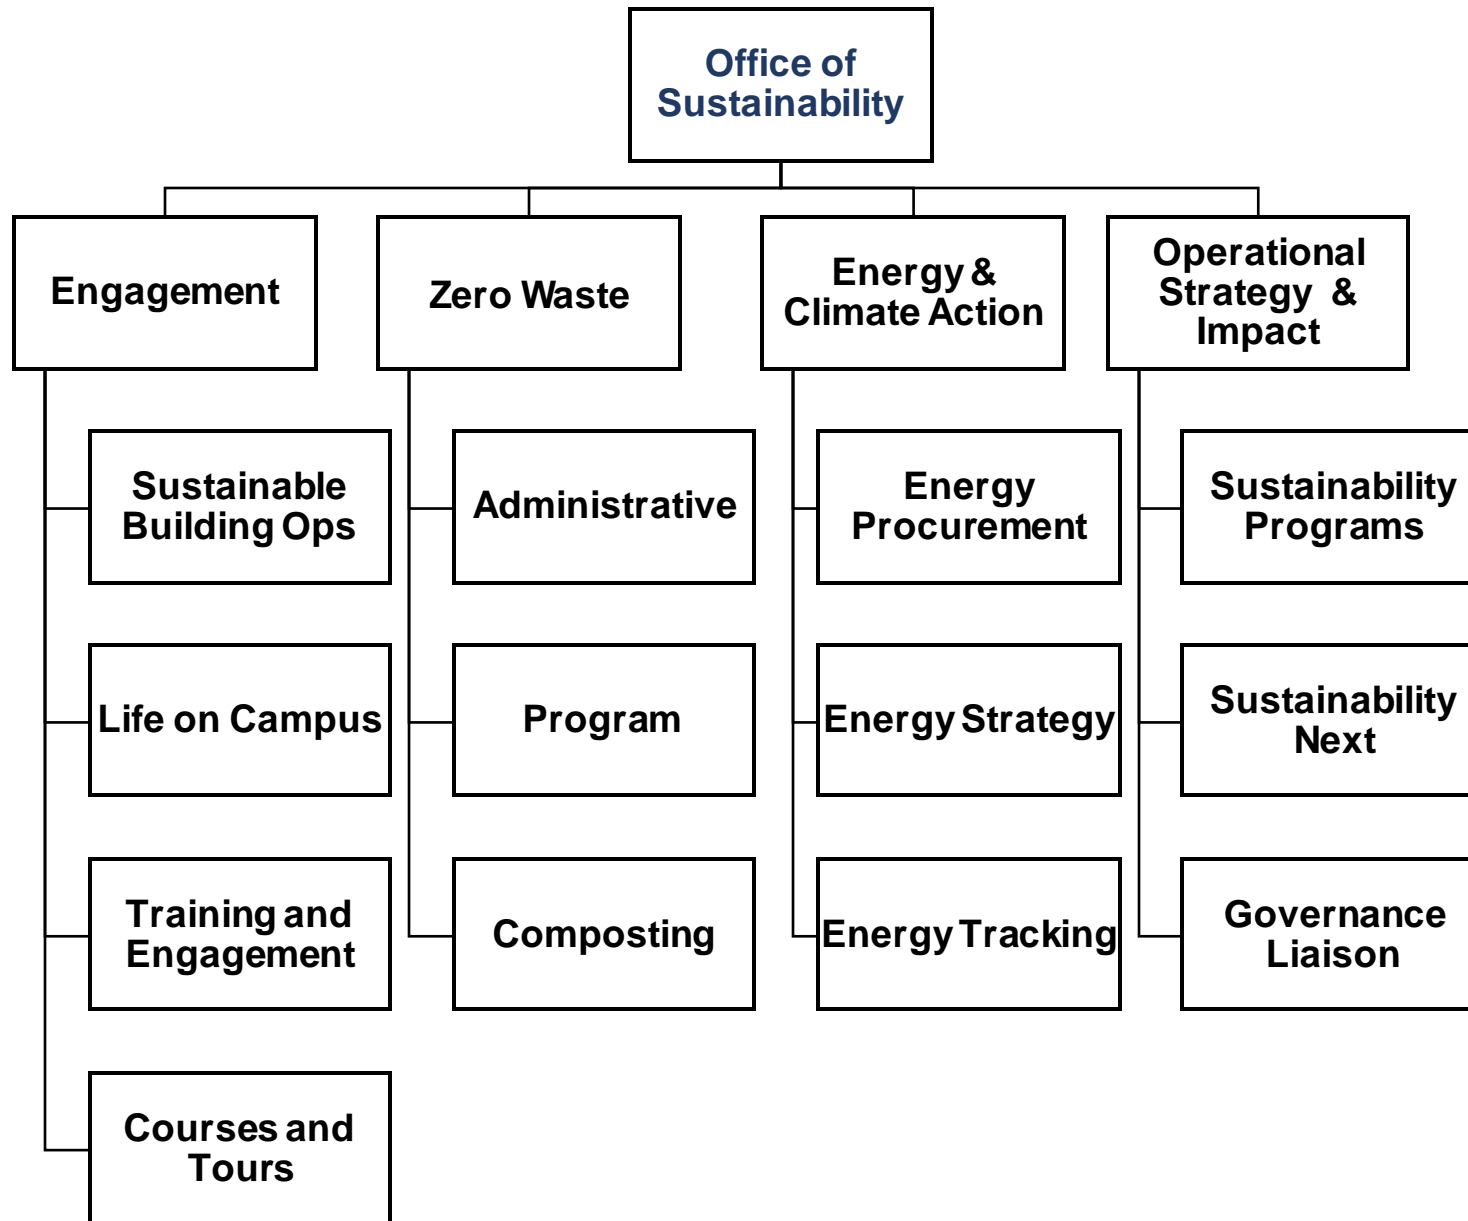 Office of
Sustainability
Engagement
Zero Waste
Energy &
Climate Action
Operational
Strategy &
Impact
Sustainable
Building Ops
Administrative
Energy
Procurement
Sustainability
Programs
Life on Campus
Program
Energy Strategy
Sustainability
Next
Training and
Engagement
Composting
Energy Tracking
Governance
Liaison
Courses and
Tours